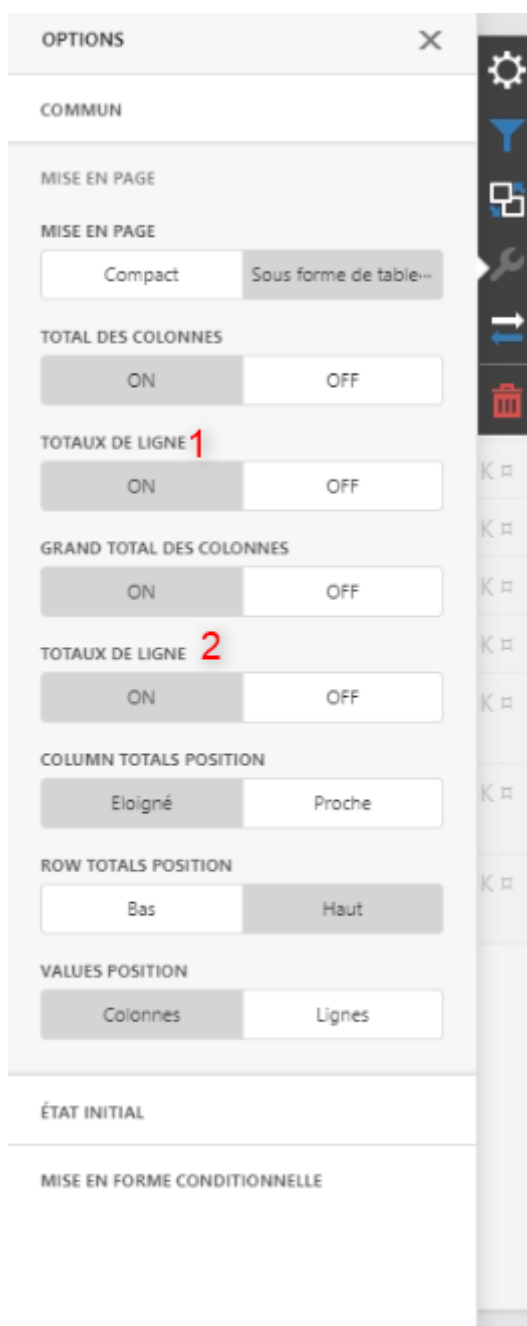 OPTIONS
COMMUN
MISE EN PAGE
MISE EN PAGE
Compact Sous forme de table...
TOTAL DES COLONNES
ON OFF
TOTAUX DE LIGNE 1
ON OFF
GRAND TOTAL DES COLONNES
ON OFF
TOTAUX DE LIGNE 2
ON OFF
COLUMN TOTALS POSITION
Eloigné Proche
ROW TOTALS POSITION
Bas Haut
VALUES POSITION
Colonnes Lignes
ÉTAT INITIAL
MISE EN FORME CONDITIONNELLE
K ¤
K ¤
K ¤
K ¤
K ¤
K ¤
K ¤